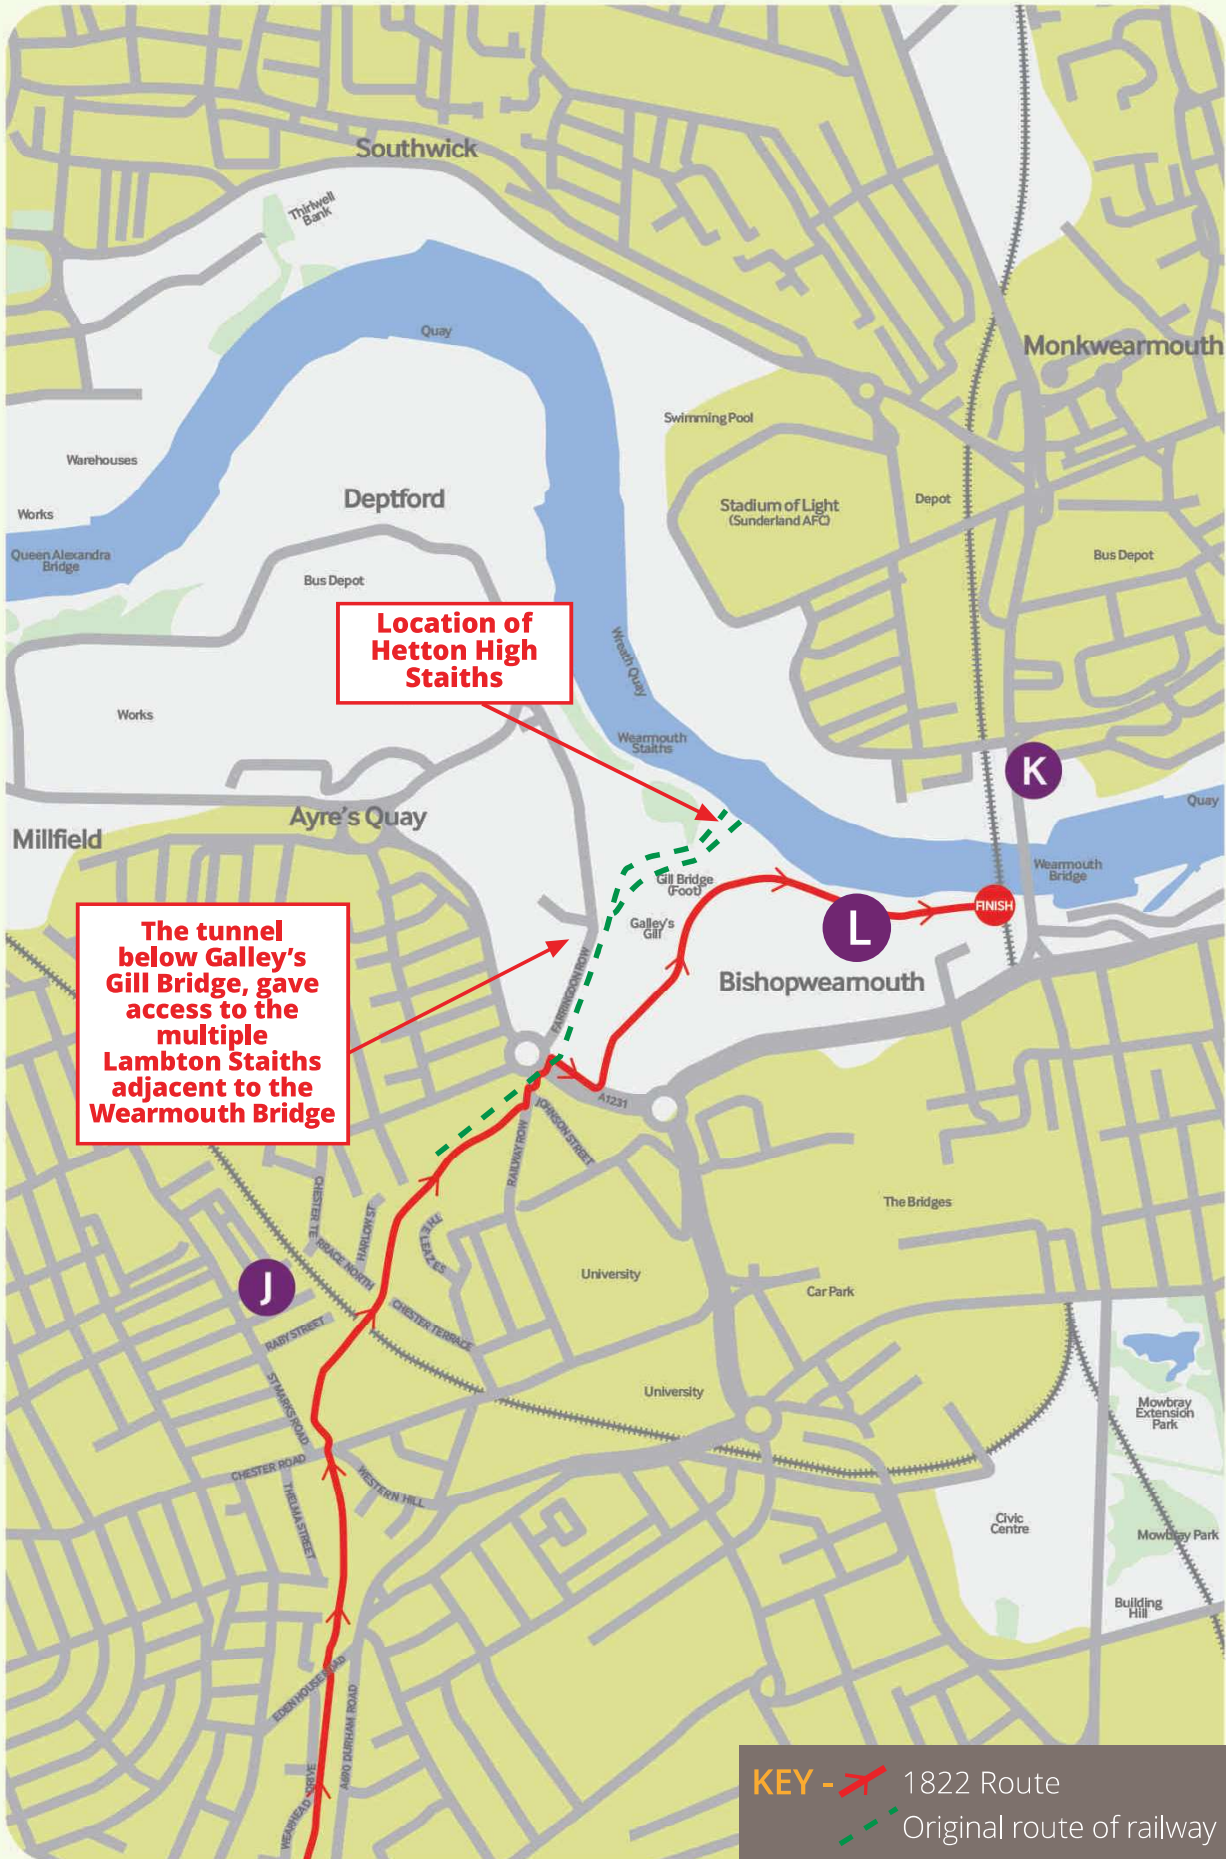 Southwick
Thirlwell
Bank
Quay
Monkwearmouth
Swimming Pool
Warehouses
Works
Deptford
Stadium of Light
(Sunderland AFC)
Depot
Queen Alexandra
Bridge
Bus Depot
Bus Depot
Location of
Hetton High
Staiths
Wreath Quay
Works
Wearmouth
Staiths
K
Quay
Ayre's Quay
Millfield
Gill Bridge
(Foot)
Wearmouth
Bridge
FINISH
Galley's
Gill
L
The tunnel
below Galley's
Gill Bridge, gave
access to the
multiple
Lambton Staiths
adjacent to the
Wearmouth Bridge
FARRINGDON ROW
Bishopwearmouth
A1231
JOHNSON STREET
RAILWAY ROW
CHESTER TE
RRACE NORTH
HARLOW ST
THE LEAZES
The Bridges
University
Car Park
J
RABY STREET
CHESTER TERRACE
ST MARKS ROAD
University
Mowbray
Extension
Park
CHESTER ROAD
WESTERN HILL
THELMA STREET
Civic
Centre
Mowbray Park
Building
Hill
EDEN HOUSE ROAD
A690 DURHAM ROAD
WEARHEAD DRIVE
KEY - 1822 Route
Original route of railway